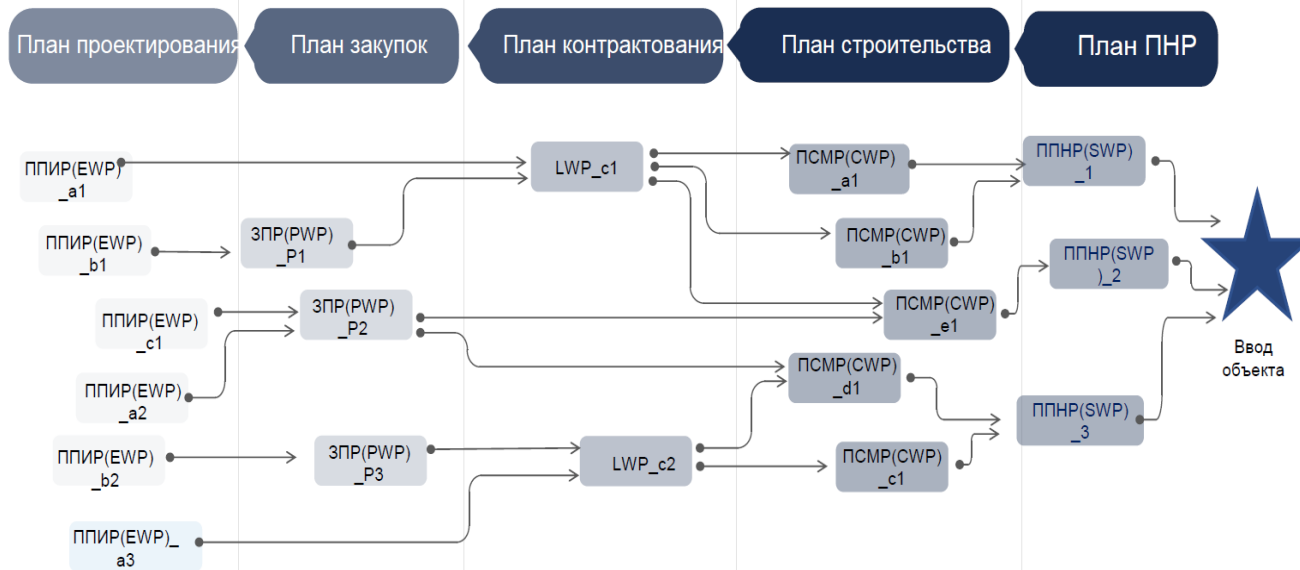 План проектирования
План закупок
План контрактования
План строительства
План ПНР
ППИР(EWP)
_a1
ППИР(EWP)
_b1
ППИР(EWP)
_c1
ППИР(EWP)
_a2
ППИР(EWP)
_b2
ППИР(EWP)_
a3
ЗПР(PWP)
_P1
ЗПР(PWP)
_P2
ЗПР(PWP)
_P3
LWP_c1
LWP_c2
ПСМР(CWP)
_a1
ПСМР(CWP)
_b1
ПСМР(CWP)
_e1
ПСМР(CWP)
_d1
ПСМР(CWP)
_c1
ППНР(SWP)
_1
ППНР(SWP
)_2
ППНР(SWP)
_3
Ввод
объекта